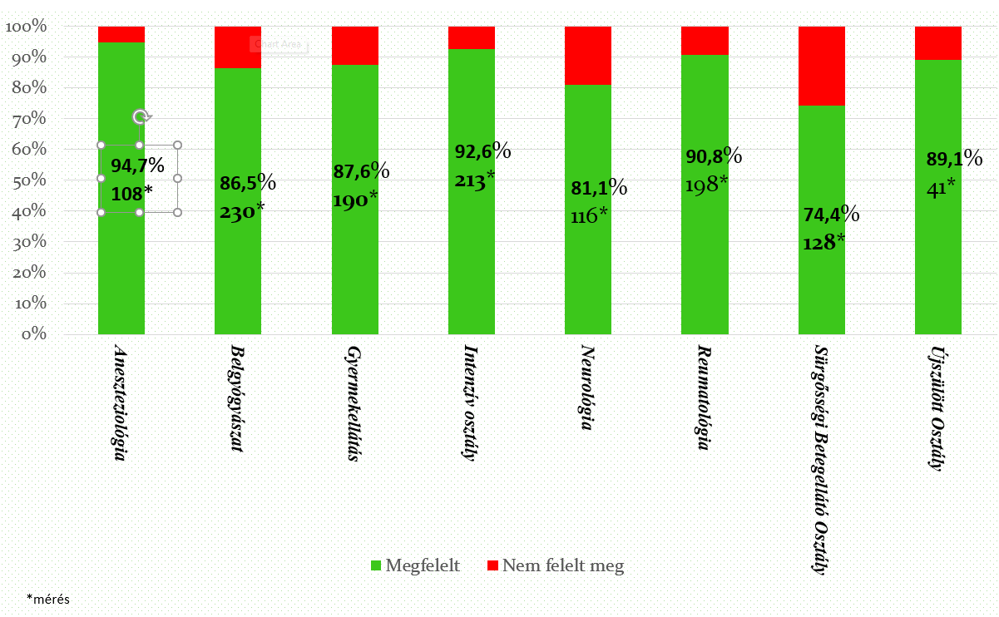 100%
90%
80%
70%
60%
50%
40%
30%
20%
10%
0%
Chart Area
94,7%
108*
86,5%
230*
87,6%
190*
92,6%
213*
81,1%
116*
90,8%
198*
74,4%
128*
89,1%
41*
Aneszteziológia
Belgyógyászat
Gyermekellátás
Intenzív osztály
Neurológia
Reumatológia
Sürgősségi Betegellátó Osztály
Újszülött Osztály
Megfelelt
Nem felelt meg
*mérés